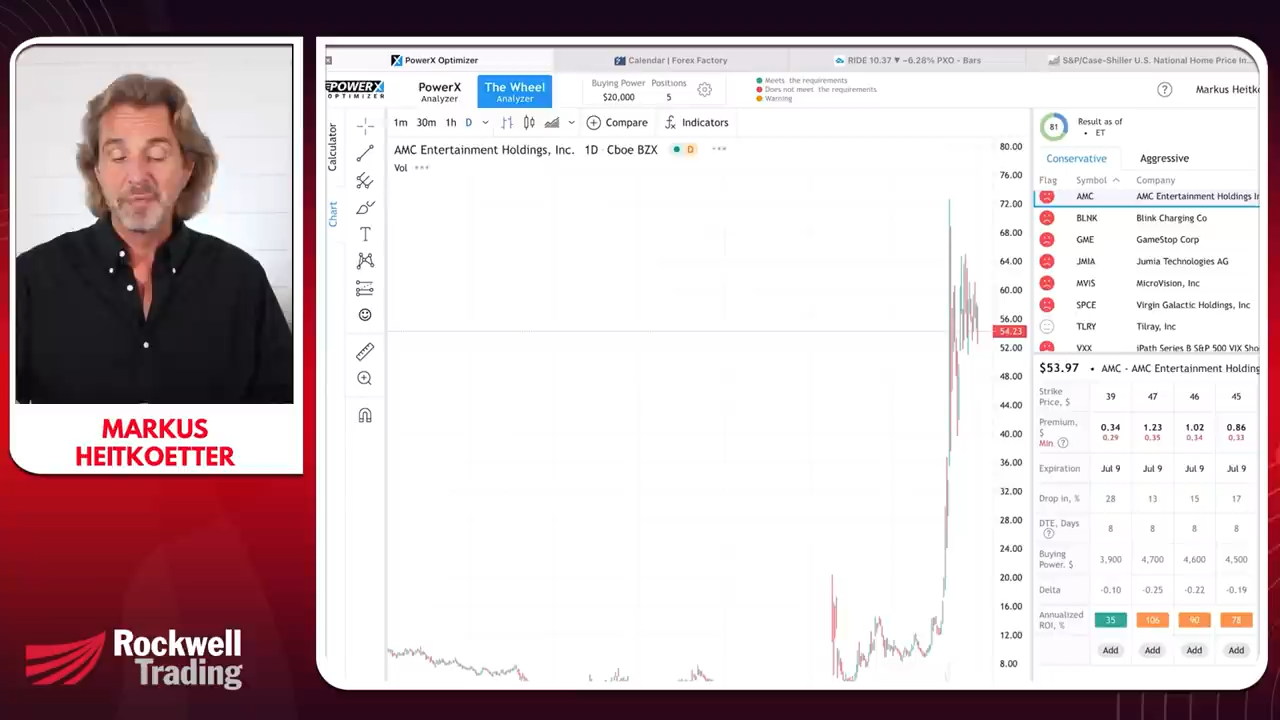 PowerX Optimizer
Calendar | Forex Factory
RIDE 10.37 ▼ −6.28% PXO - Bars
S&P/Case-Shiller U.S. National Home Price In...
POWERX
OPTIMIZER
PowerX
Analyzer
The Wheel
Analyzer
Buying Power
$20,000
Positions
5
Meets the requirements
Does not meet the requirements
Warning
Markus Heitko
Calculator
Chart
1m 30m 1h D
Compare
Indicators
AMC Entertainment Holdings, Inc. 1D Cboe BZX
D
Vol
80.00
76.00
72.00
68.00
64.00
60.00
56.00
54.23
52.00
48.00
44.00
40.00
36.00
32.00
28.00
24.00
20.00
16.00
12.00
8.00
81
Result as of
• ET
Conservative Aggressive
Flag Symbol Company
AMC AMC Entertainment Holdings In
BLNK Blink Charging Co
GME GameStop Corp
JMIA Jumia Technologies AG
MVIS MicroVision, Inc
SPCE Virgin Galactic Holdings, Inc
TLRY Tilray, Inc
VXX iPath Series B S&P 500 VIX Sho
$53.97 • AMC - AMC Entertainment Holding
Strike
Price, $
39 47 46 45
Premium,
$
Min
0.34 1.23 1.02 0.86
0.29 0.35 0.34 0.33
Expiration Jul 9 Jul 9 Jul 9 Jul 9
Drop in, % 28 13 15 17
DTE, Days
8 8 8 8
Buying
Power, $
3,900 4,700 4,600 4,500
Delta -0.10 -0.25 -0.22 -0.19
Annualized
ROI, %
35 106 90 78
Add Add Add Add
MARKUS
HEITKOETTER
Rockwell
Trading